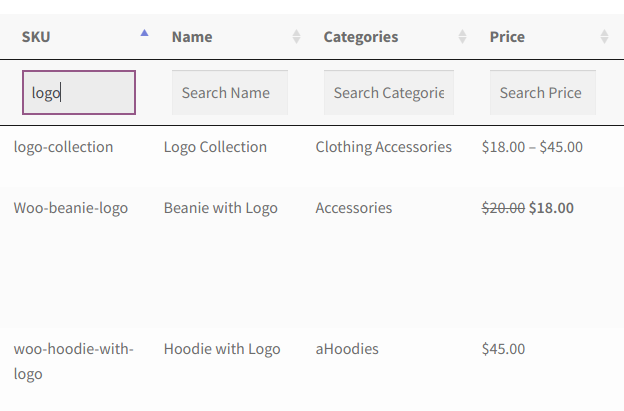 SKU Name Categories Price
logo Search Name Search Categorie Search Price
logo-collection Logo Collection Clothing Accessories $18.00 – $45.00
Woo-beanie-logo Beanie with Logo Accessories $20.00 $18.00
woo-hoodie-with- Hoodie with Logo aHoodies $45.00
logo